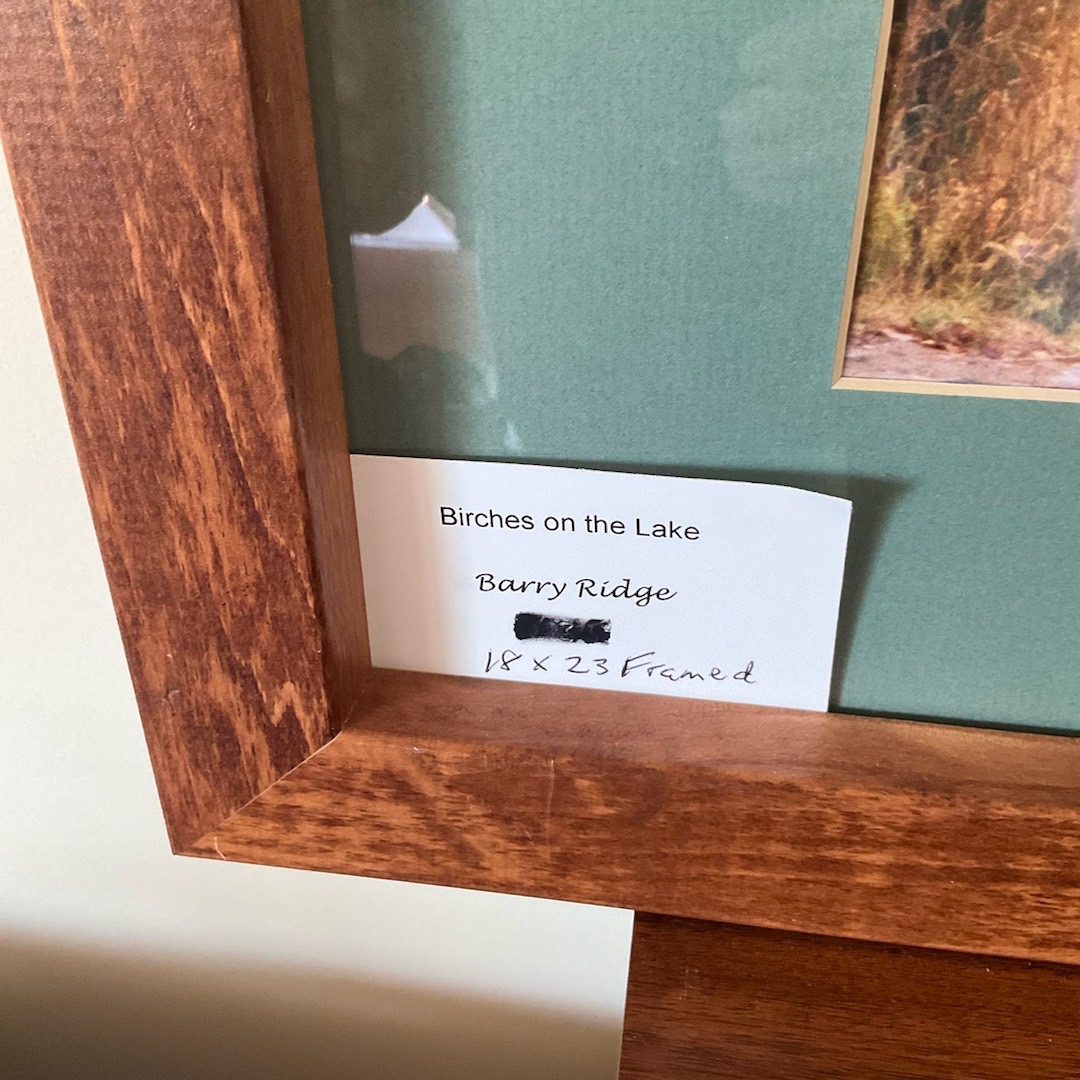 Birches on the Lake
Barry Ridge
18 x 23 Framed